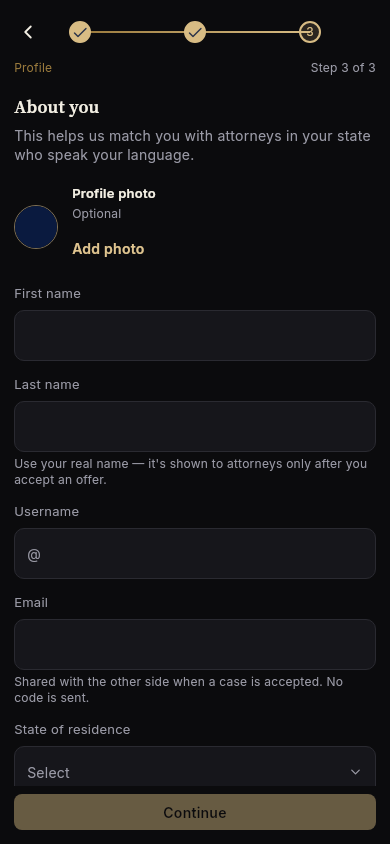 3
Profile
Step 3 of 3
About you
This helps us match you with attorneys in your state
who speak your language.
Profile photo
Optional
Add photo
First name
Last name
Use your real name — it's shown to attorneys only after you
accept an offer.
Username
@
Email
Shared with the other side when a case is accepted. No
code is sent.
State of residence
Select
Continue